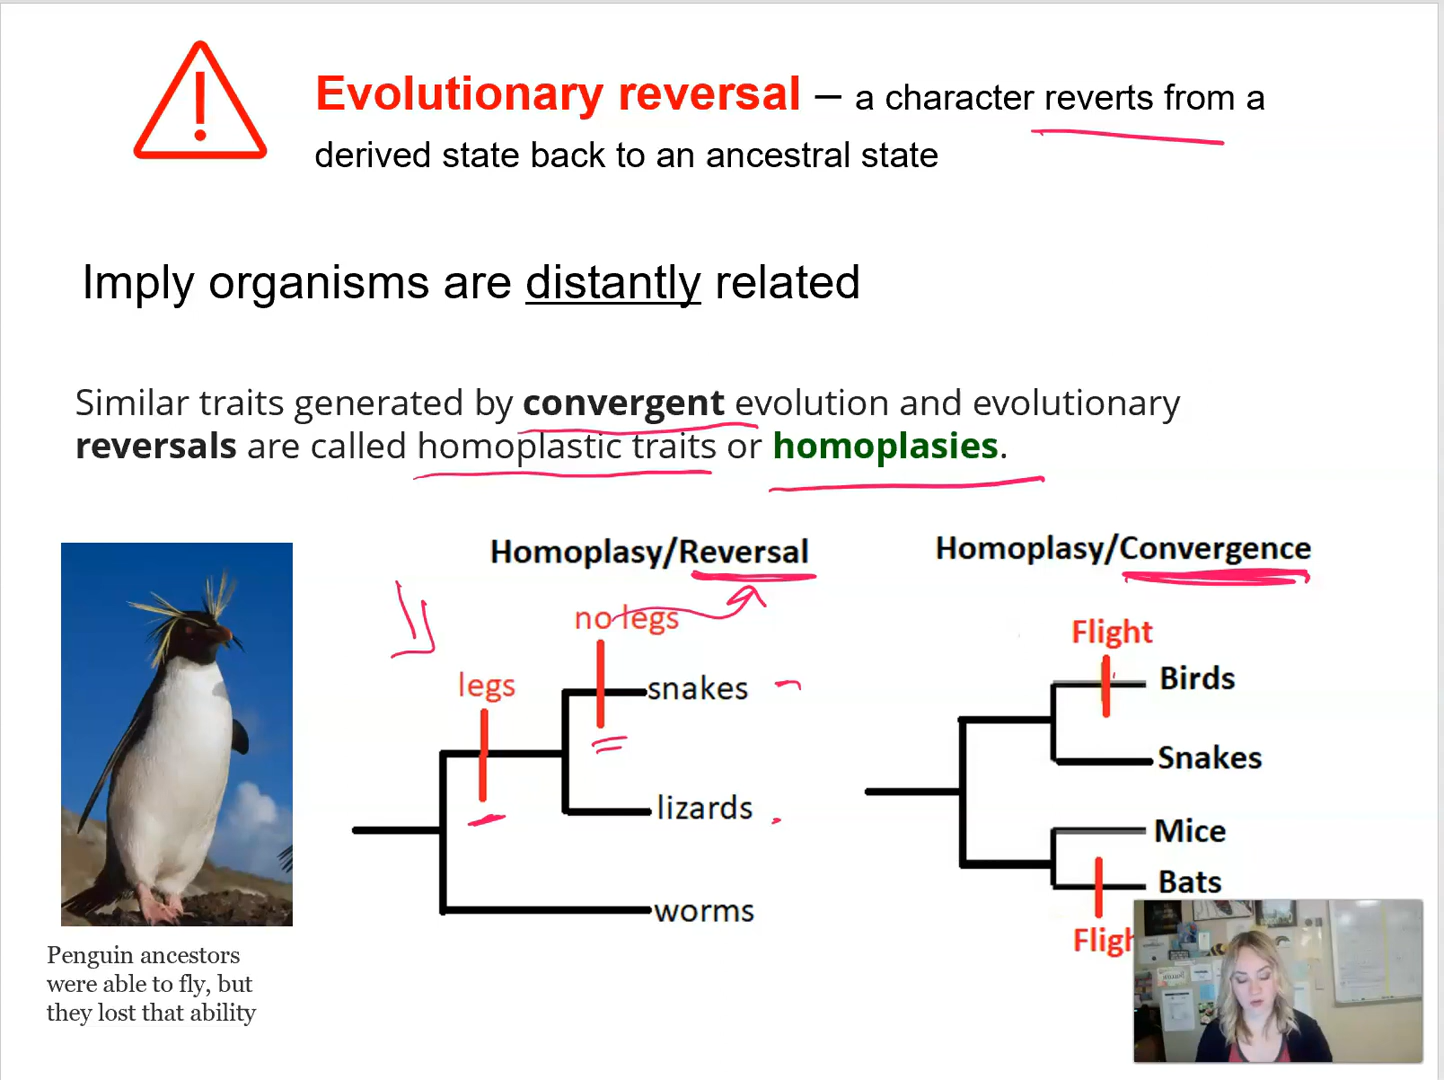 Evolutionary reversal – a character reverts from a
derived state back to an ancestral state
Imply organisms are distantly related
Similar traits generated by convergent evolution and evolutionary
reversals are called homoplastic traits or homoplasies.
Homoplasy/Reversal
no legs
legs
snakes
lizards
worms
Homoplasy/Convergence
Flight
Birds
Snakes
Mice
Bats
Fligh
Penguin ancestors
were able to fly, but
they lost that ability